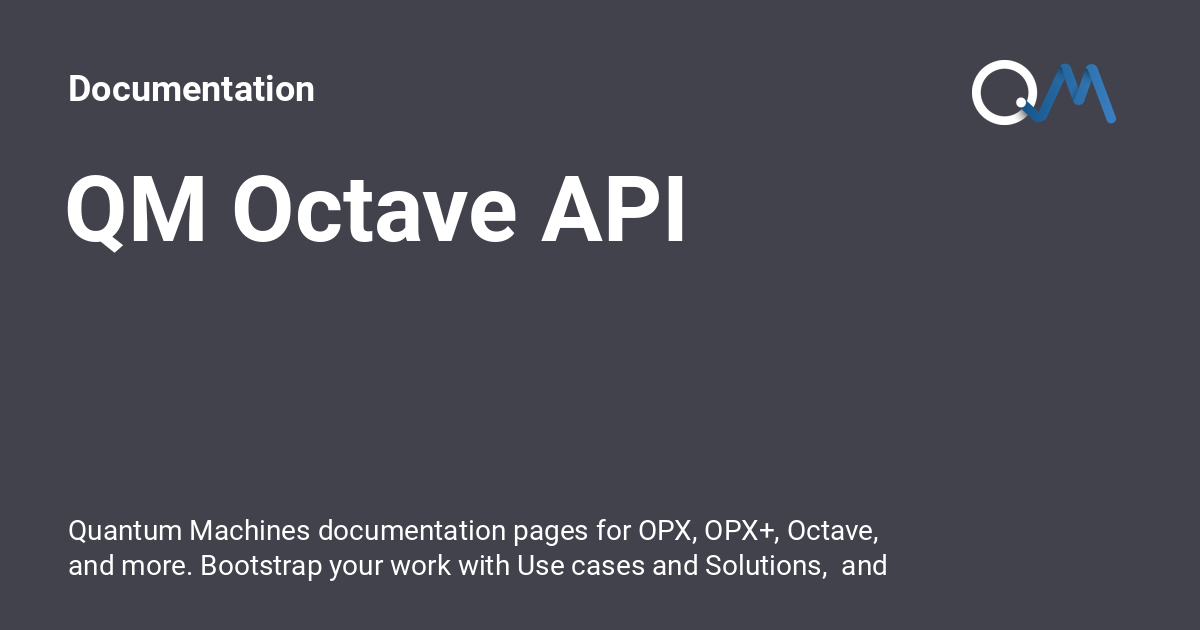 Documentation
QM
QM Octave API
Quantum Machines documentation pages for OPX, OPX+, Octave,
and more. Bootstrap your work with Use cases and Solutions,  and